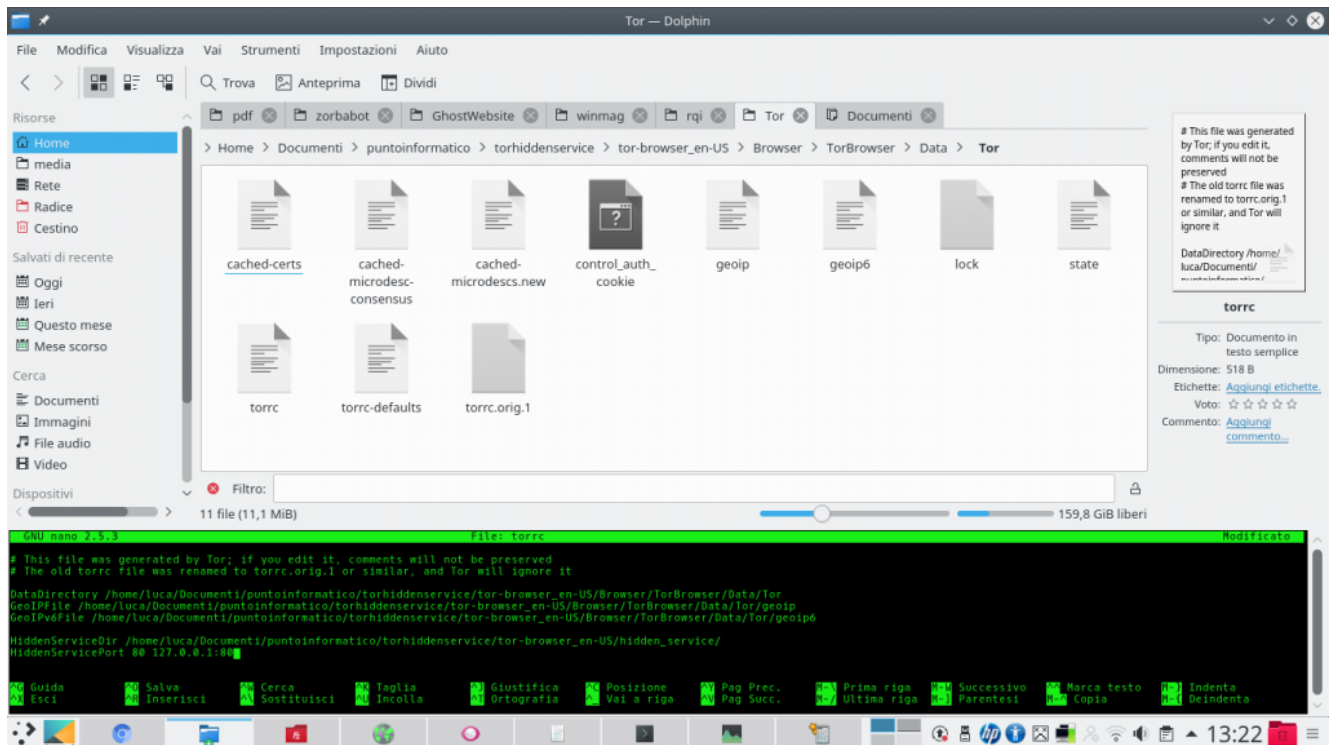 Tor — Dolphin
File Modifica Visualizza Vai Strumenti Impostazioni Aiuto
Trova Anteprima Dividi
Risorse
Home
media
Rete
Radice
Cestino
Salvati di recente
Oggi
Ieri
Questo mese
Mese scorso
Cerca
Documenti
Immagini
File audio
Video
Dispositivi
pdf zorbabot GhostWebsite winmag rqi Tor Documenti
> Home > Documenti > puntoinformatico > torhiddenservice > tor-browser_en-US > Browser > TorBrowser > Data > Tor
cached-certs
cached-
microdesc-
consensus
cached-
microdescs.new
control_auth_
cookie
geoip
geoip6
lock
state
torrc
torrc-defaults
torrc.orig.1
Filtro:
11 file (11,1 MiB)
159,8 GiB liberi
# This file was generated
by Tor; if you edit it,
comments will not be
preserved
# The old torrc file was
renamed to torrc.orig.1
or similar, and Tor will
ignore it
DataDirectory /home/
luca/Documenti/
torrc
Tipo: Documento in
testo semplice
Dimensione: 518 B
Etichette: Aggiungi etichette.
Voto:
Commento: Aggiungi
commento...
GNU nano 2.5.3 File: torrc Modificato
# This file was generated by Tor; if you edit it, comments will not be preserved
# The old torrc file was renamed to torrc.orig.1 or similar, and Tor will ignore it
DataDirectory /home/luca/Documenti/puntoinformatico/torhiddenservice/tor-browser_en-US/Browser/TorBrowser/Data/Tor
GeoIPFile /home/luca/Documenti/puntoinformatico/torhiddenservice/tor-browser_en-US/Browser/TorBrowser/Data/Tor/geoip
GeoIPv6File /home/luca/Documenti/puntoinformatico/torhiddenservice/tor-browser_en-US/Browser/TorBrowser/Data/Tor/geoip6
HiddenServiceDir /home/luca/Documenti/puntoinformatico/torhiddenservice/tor-browser_en-US/hidden_service/
HiddenServicePort 80 127.0.0.1:80
^G Guida ^O Salva ^W Cerca ^K Taglia ^J Giustifica ^C Posizione ^Y Pag Prec. M-\ Prima riga M-W Successivo ^^ Marca testo M-} Indenta
^X Esci ^R Inserisci ^\ Sostituisci ^U Incolla ^T Ortografia ^_ Vai a riga ^V Pag Succ. M-/ Ultima riga M-] Parentesi M-^ Copia M-{ Deindenta
13:22